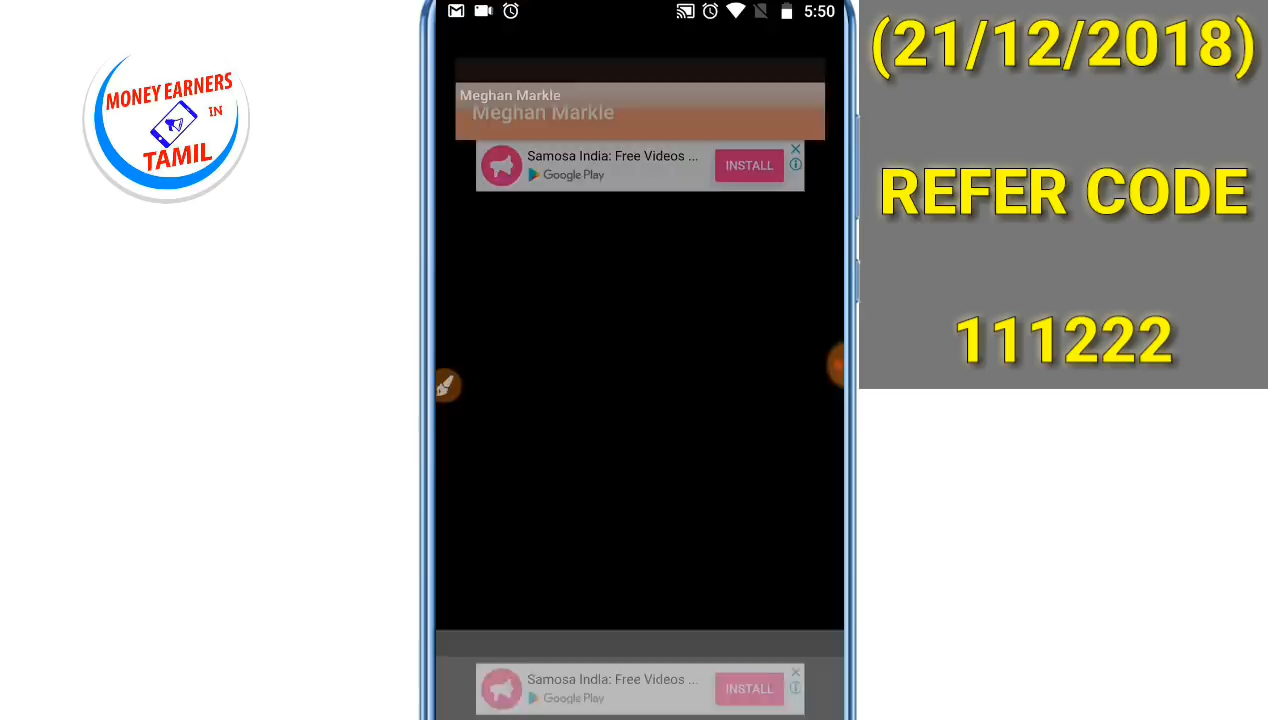 MONEY EARNERS
IN
TAMIL
5:50
Meghan Markle
Meghan Markle
Samosa India: Free Videos ...
Google Play
INSTALL
Samosa India: Free Videos ...
Google Play
INSTALL
(21/12/2018)
REFER CODE
111222